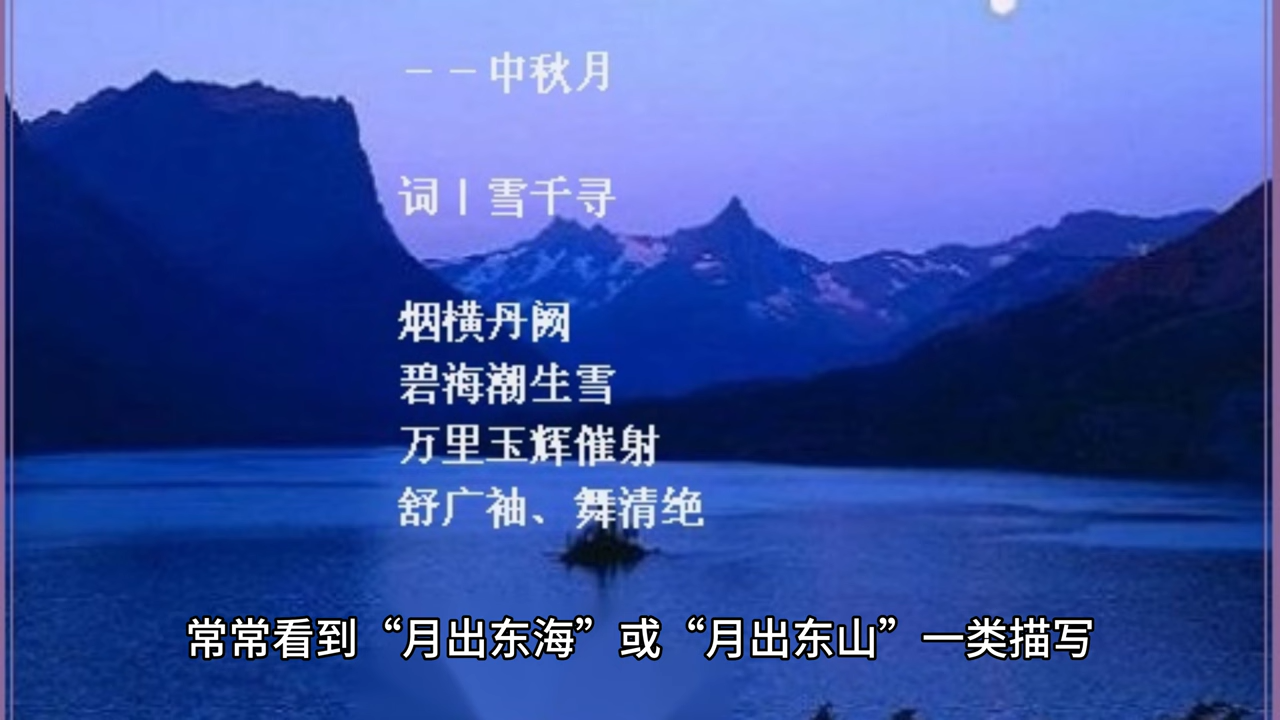 －－中秋月
词丨雪千寻
烟横丹阙
碧海潮生雪
万里玉辉催射
舒广袖、舞清绝
常常看到“月出东海”或“月出东山”一类描写